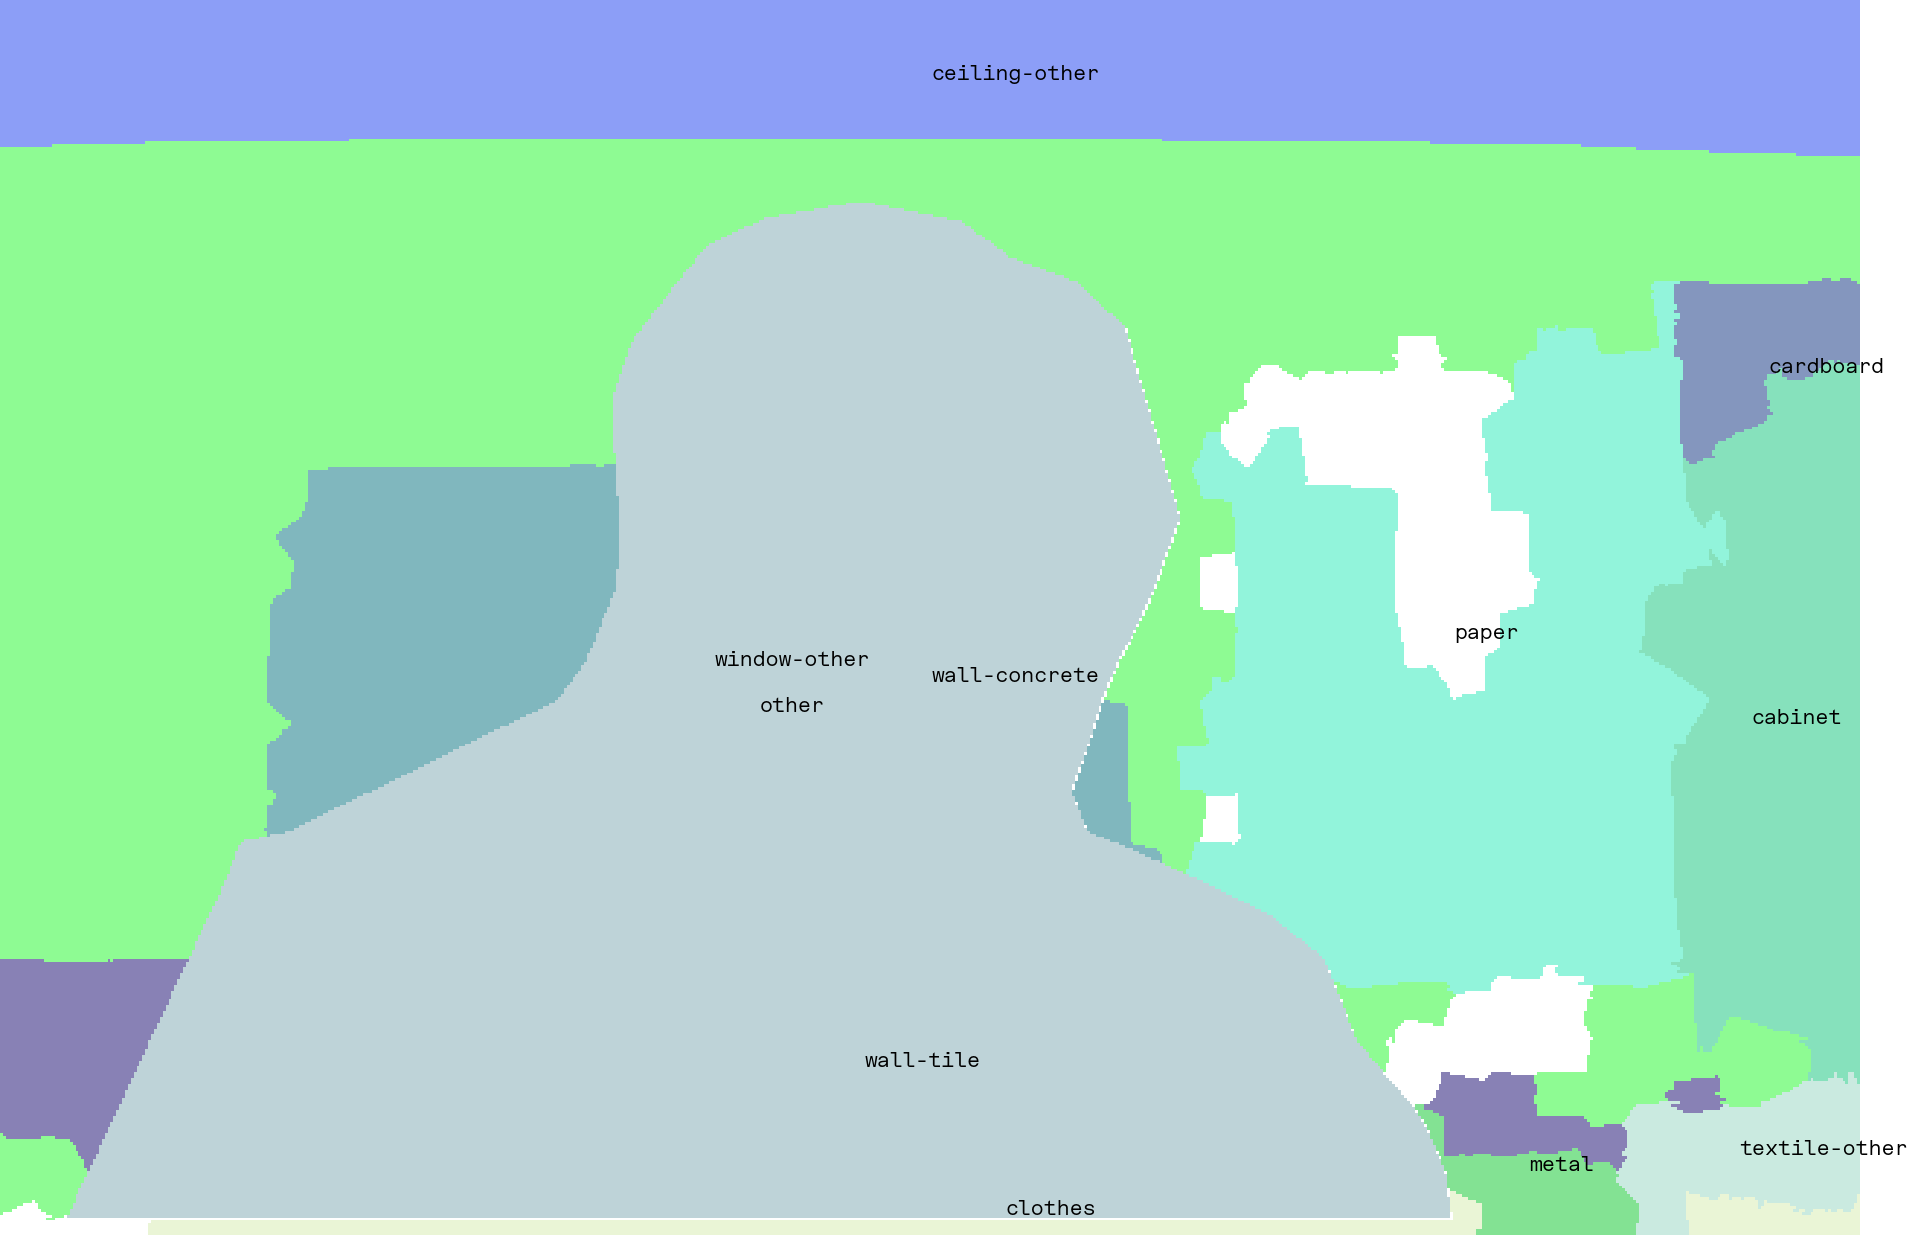 ceiling-other
cardboard
paper
window-other
wall-concrete
other
cabinet
wall-tile
textile-other
metal
clothes